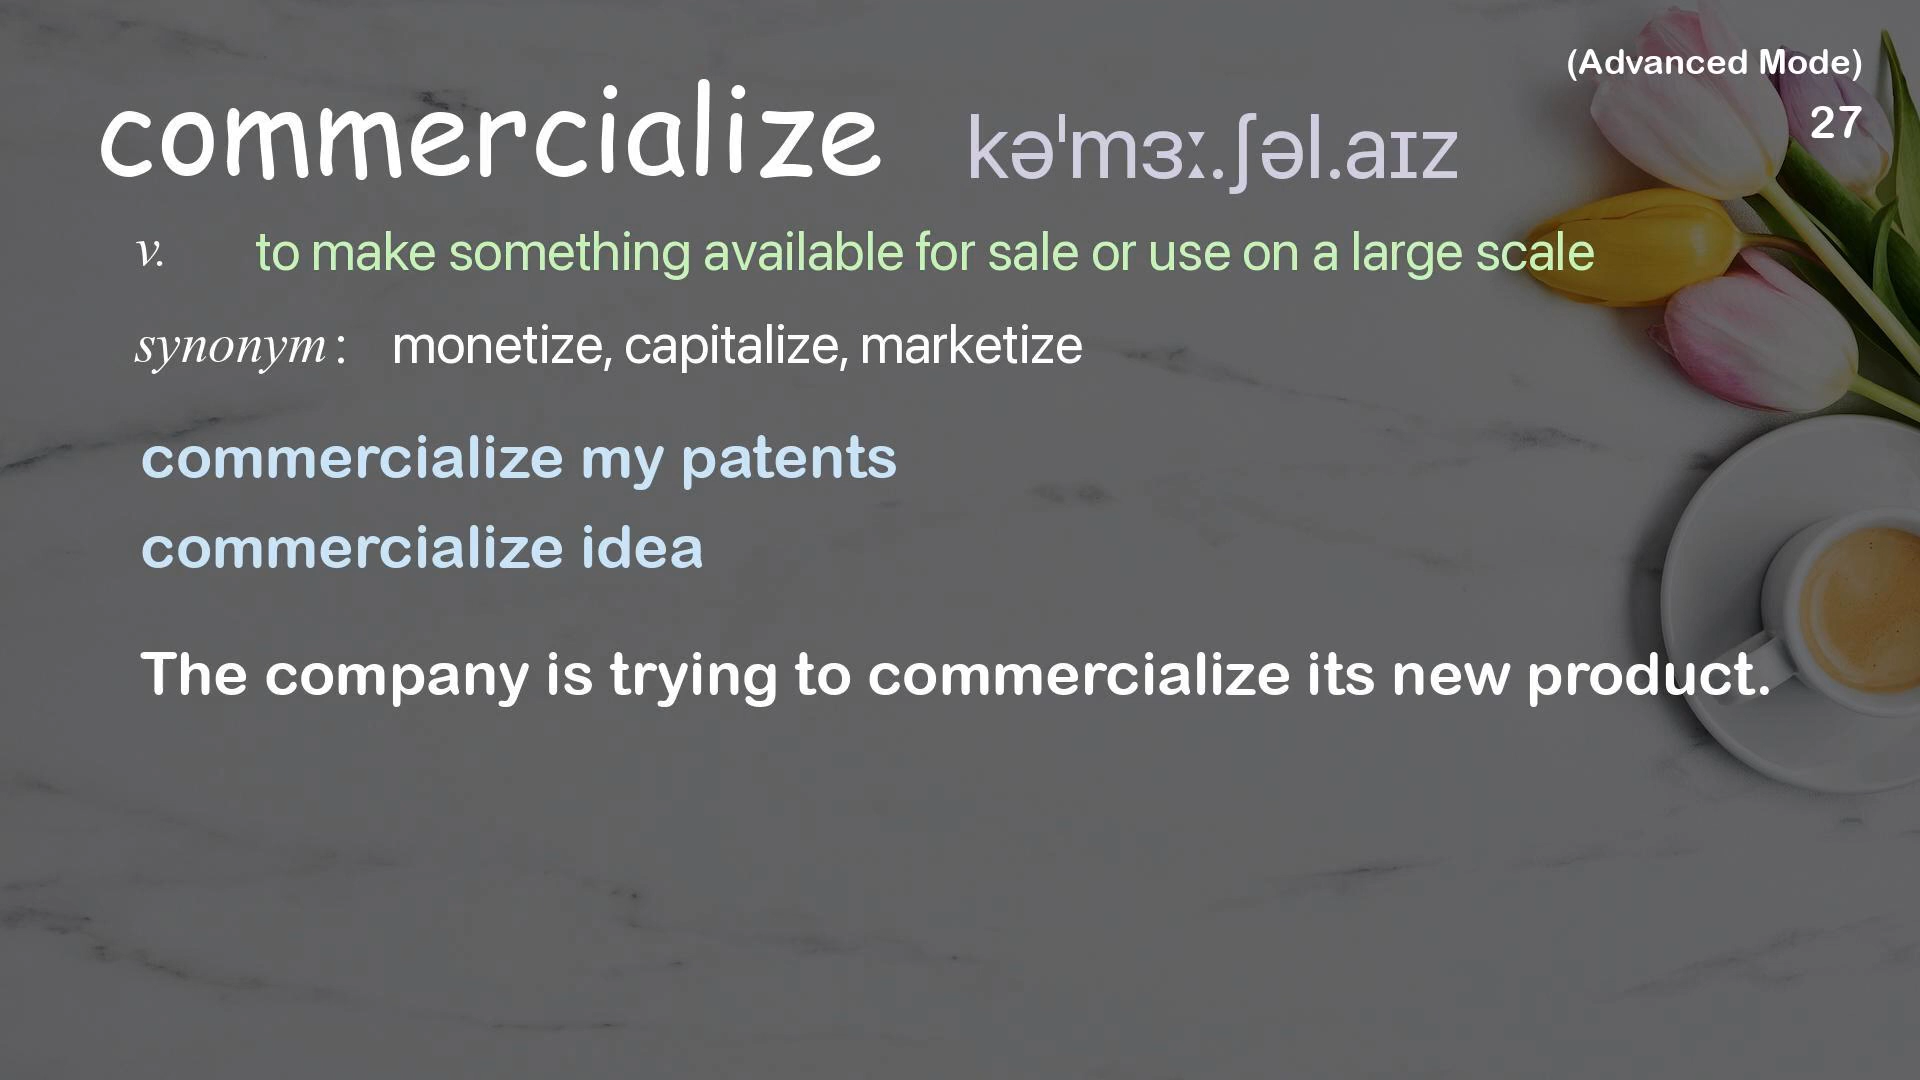 (Advanced Mode)
27
commercialize kəˈmɜː.ʃəl.aɪz
v. to make something available for sale or use on a large scale
synonym: monetize, capitalize, marketize
commercialize my patents
commercialize idea
The company is trying to commercialize its new product.